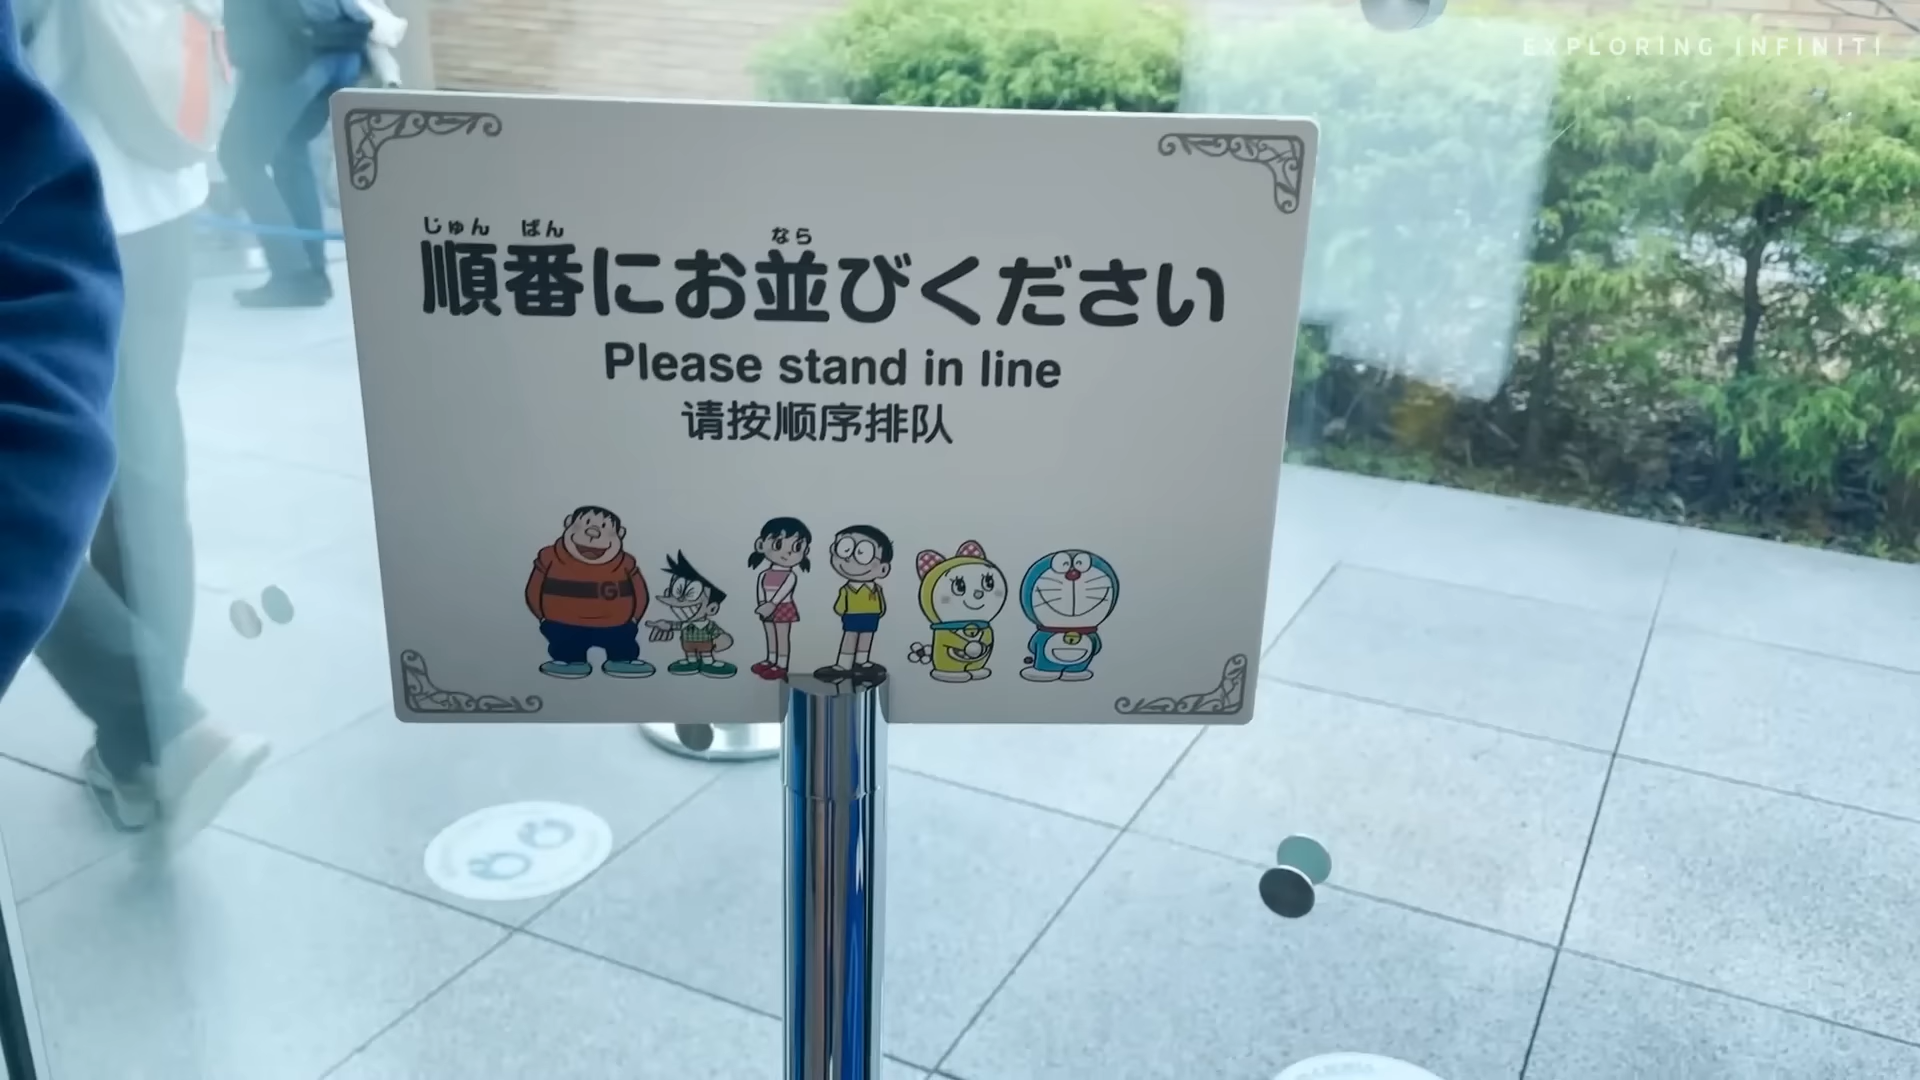 EXPLORING INFINITI
じゅん ばん なら
順番にお並びください
Please stand in line
请按顺序排队
G